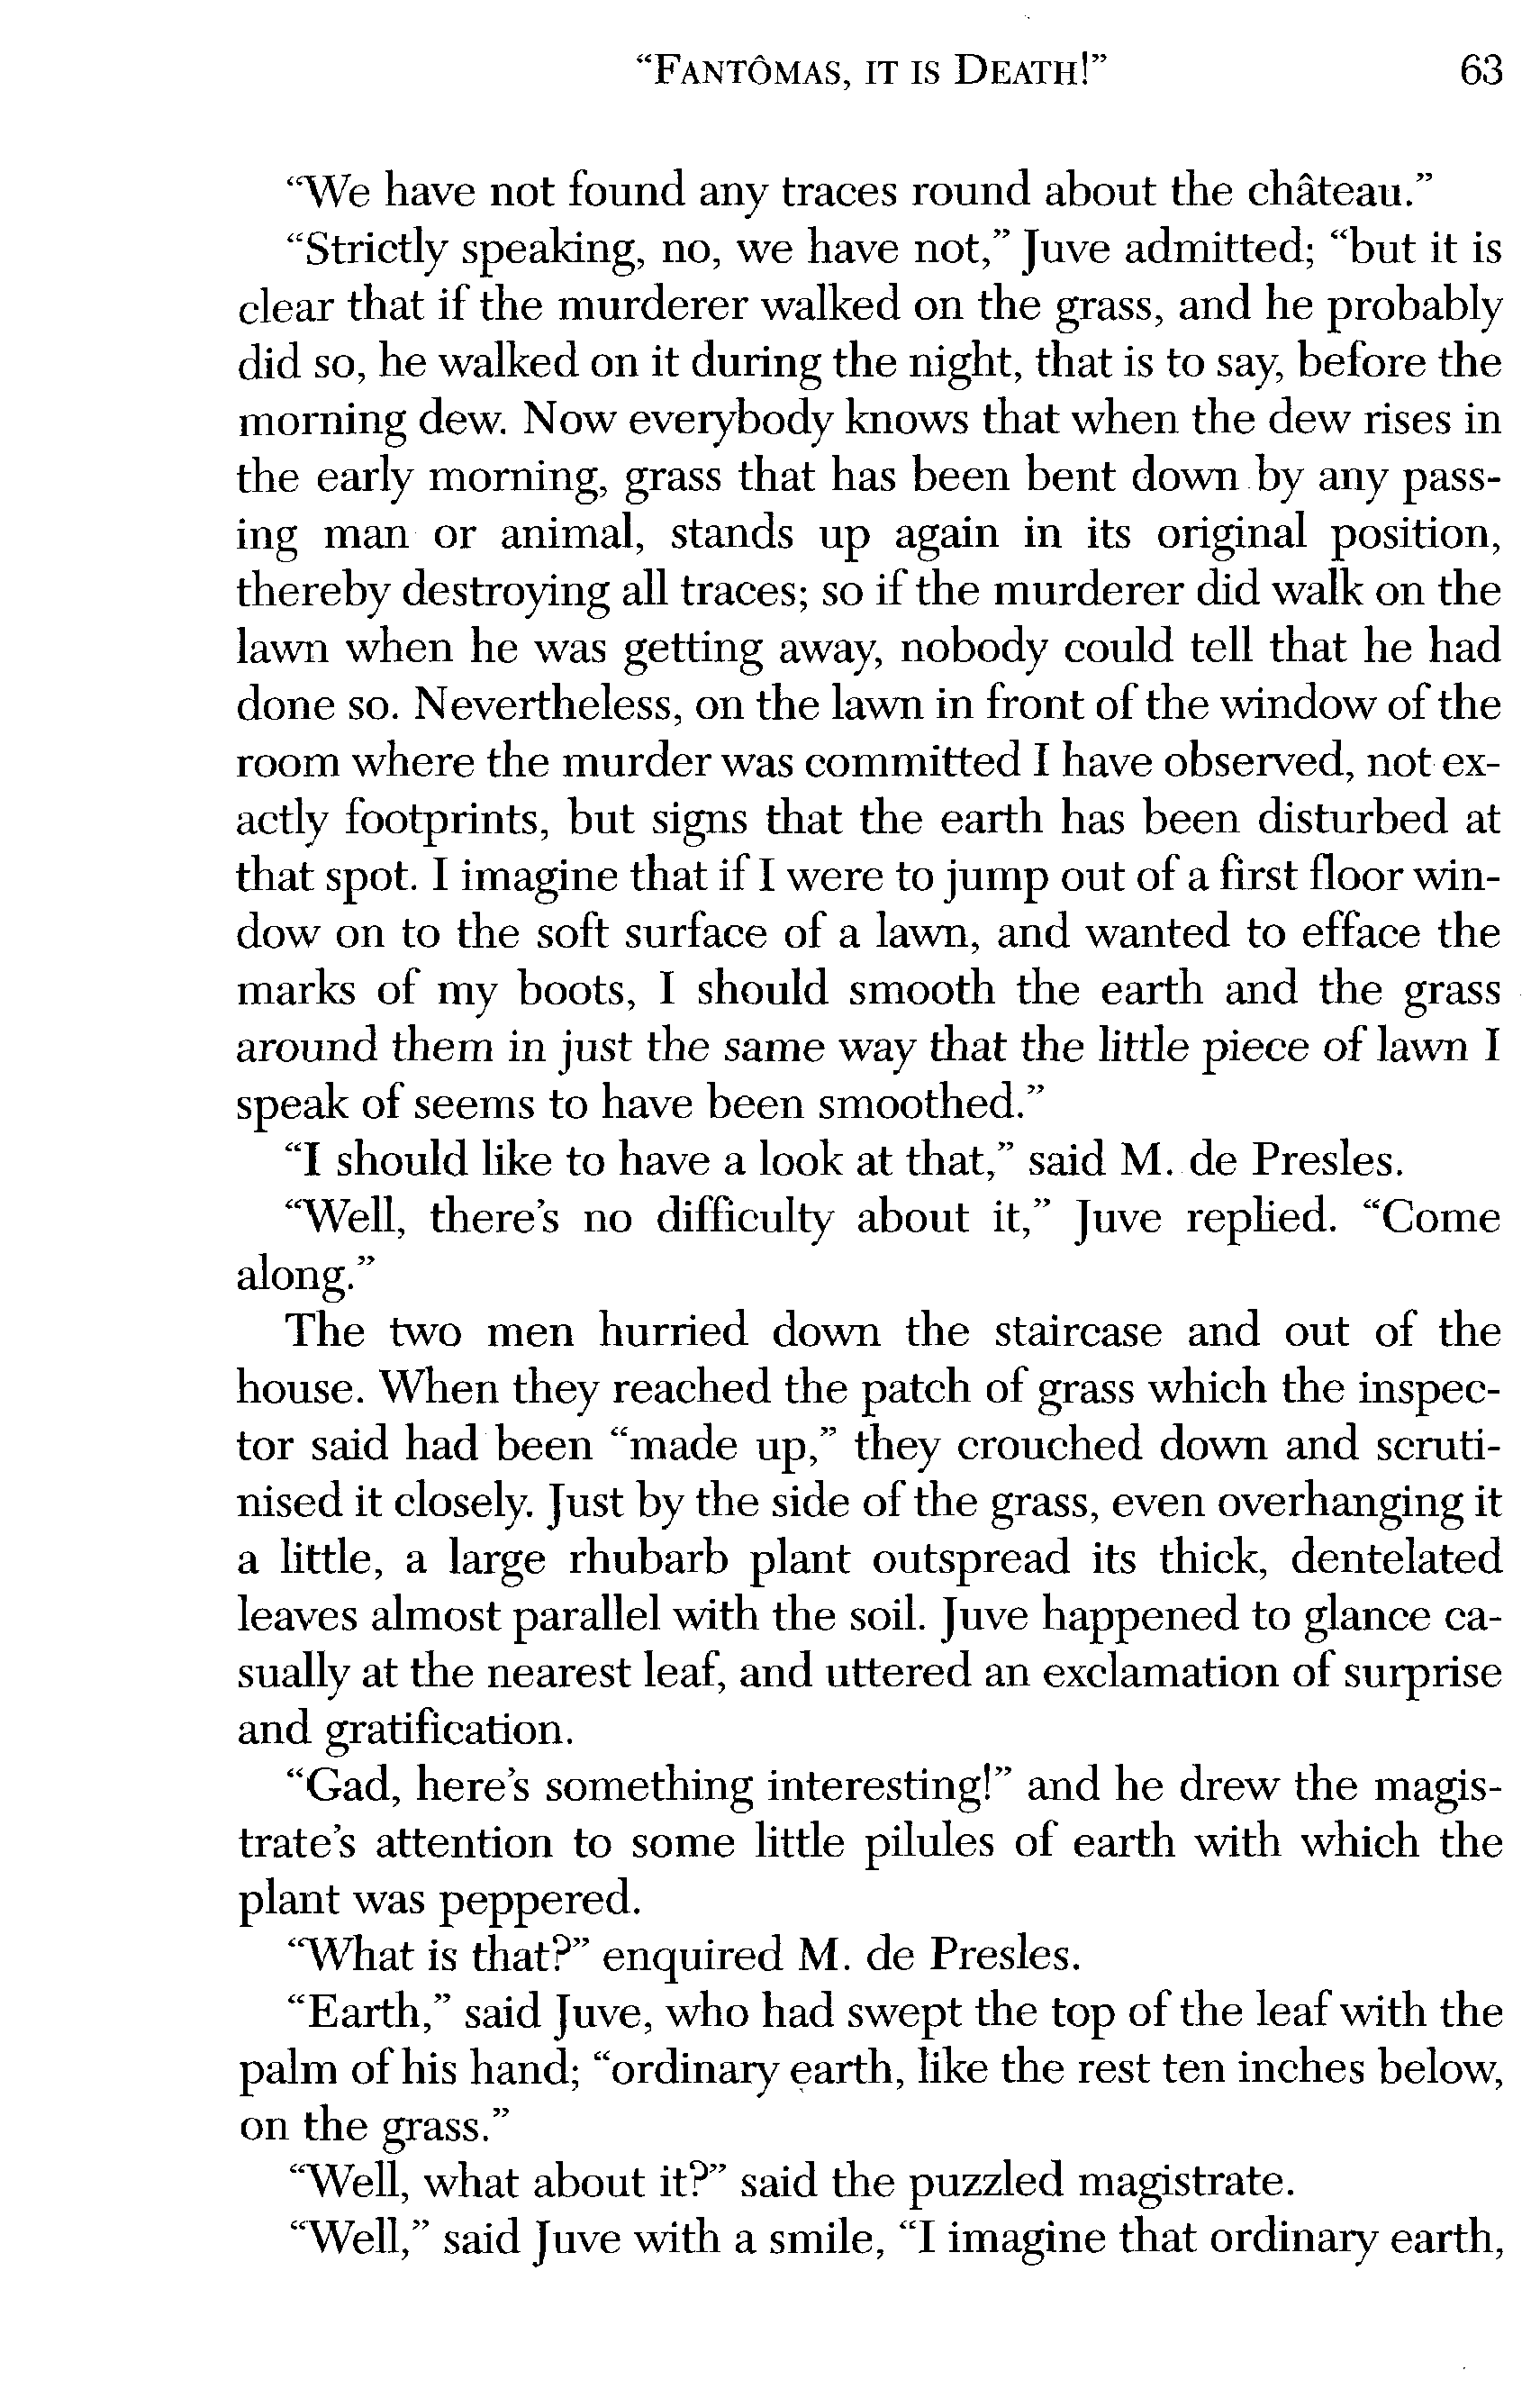 “FANTÔMAS, IT IS DEATH!” 63
“We have not found any traces round about the château.”
“Strictly speaking, no, we have not,” Juve admitted; “but it is
clear that if the murderer walked on the grass, and he probably
did so, he walked on it during the night, that is to say, before the
morning dew. Now everybody knows that when the dew rises in
the early morning, grass that has been bent down by any pass-
ing man or animal, stands up again in its original position,
thereby destroying all traces; so if the murderer did walk on the
lawn when he was getting away, nobody could tell that he had
done so. Nevertheless, on the lawn in front of the window of the
room where the murder was committed I have observed, not ex-
actly footprints, but signs that the earth has been disturbed at
that spot. I imagine that if I were to jump out of a first floor win-
dow on to the soft surface of a lawn, and wanted to efface the
marks of my boots, I should smooth the earth and the grass
around them in just the same way that the little piece of lawn I
speak of seems to have been smoothed.”
“I should like to have a look at that,” said M. de Presles.
“Well, there’s no difficulty about it,” Juve replied. “Come
along.”
The two men hurried down the staircase and out of the
house. When they reached the patch of grass which the inspec-
tor said had been “made up,” they crouched down and scruti-
nised it closely. Just by the side of the grass, even overhanging it
a little, a large rhubarb plant outspread its thick, dentelated
leaves almost parallel with the soil. Juve happened to glance ca-
sually at the nearest leaf, and uttered an exclamation of surprise
and gratification.
“Gad, here’s something interesting!” and he drew the magis-
trate’s attention to some little pilules of earth with which the
plant was peppered.
“What is that?” enquired M. de Presles.
“Earth,” said Juve, who had swept the top of the leaf with the
palm of his hand; “ordinary earth, like the rest ten inches below,
on the grass.”
“Well, what about it?” said the puzzled magistrate.
“Well,” said Juve with a smile, “I imagine that ordinary earth,